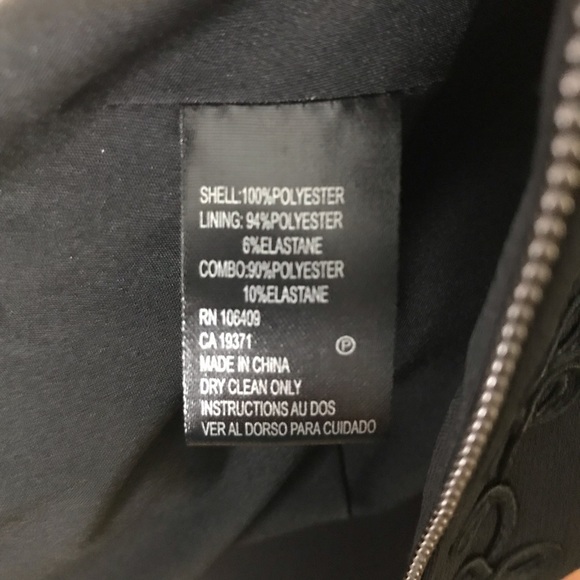 SHELL:100%POLYESTER
LINING: 94%POLYESTER
6%ELASTANE
COMBO:90%POLYESTER
10%ELASTANE
RN 106409
CA 19371
P
MADE IN CHINA
DRY CLEAN ONLY
INSTRUCTIONS AU DOS
VER AL DORSO PARA CUIDADO